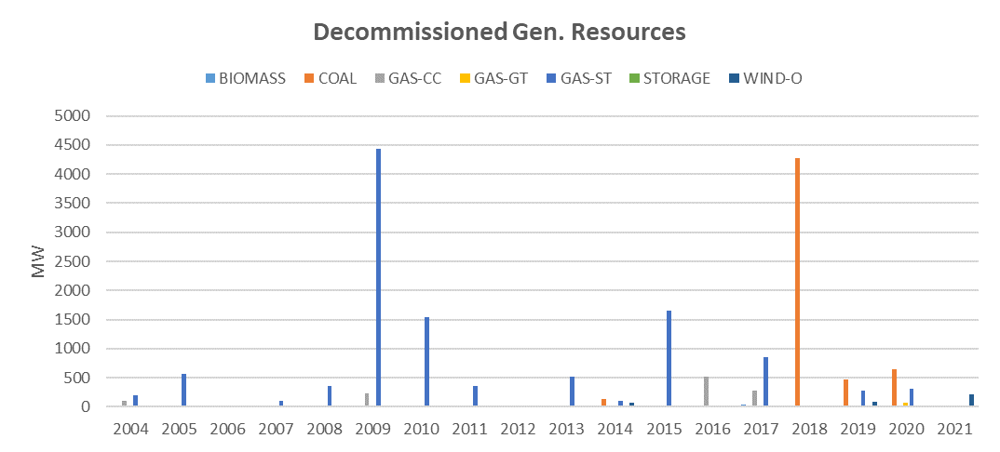 Decommissioned Gen. Resources
BIOMASS COAL GAS-CC GAS-GT GAS-ST STORAGE WIND-O
MW
5000
4500
4000
3500
3000
2500
2000
1500
1000
500
0
2004 2005 2006 2007 2008 2009 2010 2011 2012 2013 2014 2015 2016 2017 2018 2019 2020 2021